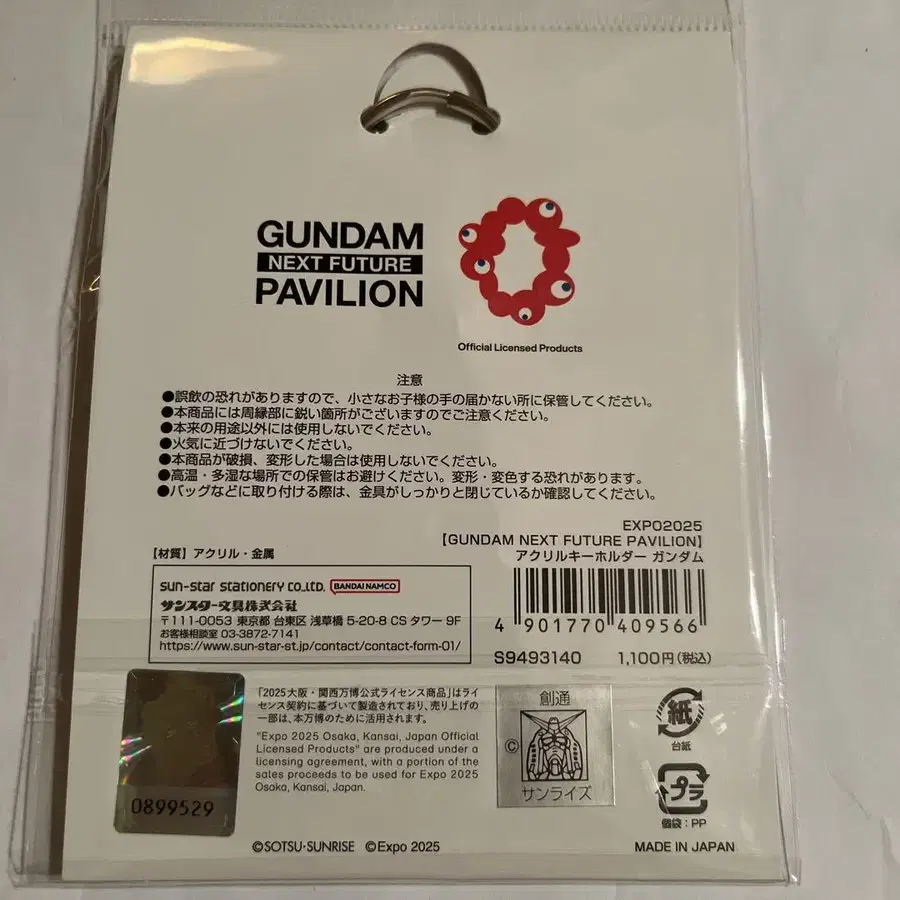 GUNDAM
NEXT FUTURE
PAVILION
Official Licensed Products
注意
●誤飲の恐れがありますので、小さなお子様の手の届かない所に保管してください。
●本商品には周縁部に鋭い箇所がございますのでご注意ください。
●本来の用途以外には使用しないでください。
●火気に近づけないでください。
●本商品が破損、変形した場合は使用しないでください。
●高温・多湿な場所での保管はお避けください。変形・変色する恐れがあります。
●バッグなどに取り付ける際は、金具がしっかりと閉じているか確認してください。
EXPO2025
【GUNDAM NEXT FUTURE PAVILION】
アクリルキーホルダー ガンダム
【材質】アクリル・金属
sun-star stationery co.,ltd. BANDAI NAMCO
サンスター文具株式会社
〒111-0053 東京都 台東区 浅草橋 5-20-8 CS タワー 9F
お客様相談室 03-3872-7141
https://www.sun-star-st.jp/contact/contact-form-01/
4 901770 409566
S9493140 1,100円(税込)
「2025大阪・関西万博公式ライセンス商品」はライ
センス契約に基づいて製造されており、売り上げの
一部は、本万博のために活用されます。
"Expo 2025 Osaka, Kansai, Japan Official
Licensed Products" are produced under a
licensing agreement, with a portion of the
sales proceeds to be used for Expo 2025
Osaka, Kansai, Japan.
0899529
創通
©
サンライズ
紙
台紙
プラ
個袋:PP
©SOTSU・SUNRISE ©Expo 2025
MADE IN JAPAN